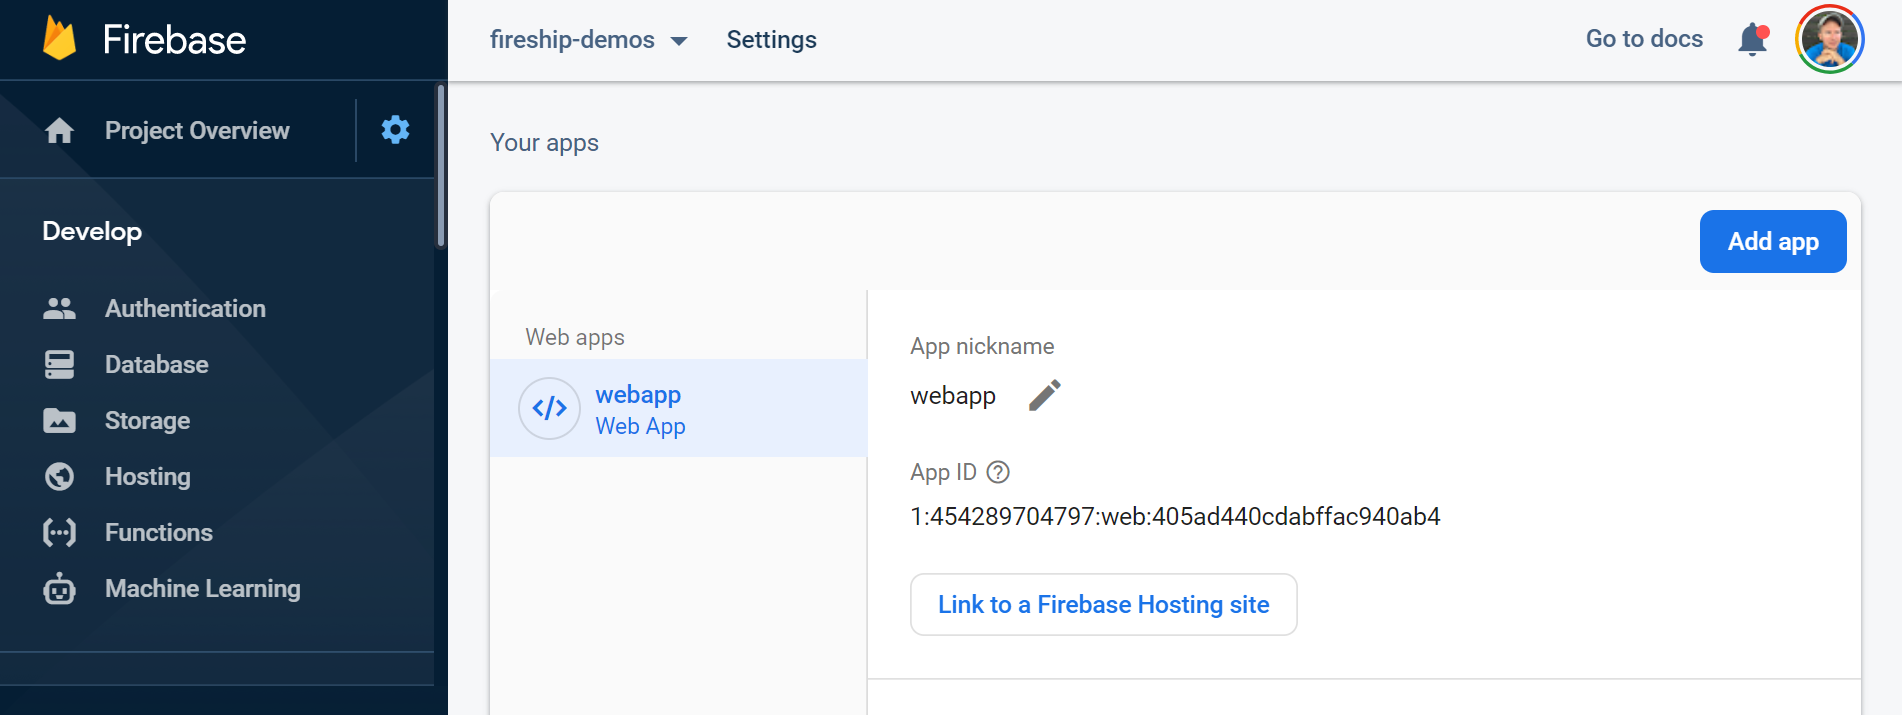 Firebase
Project Overview
Develop
Authentication
Database
Storage
Hosting
Functions
Machine Learning
fireship-demos
Settings
Go to docs
Your apps
Add app
Web apps
webapp
Web App
App nickname
webapp
App ID
1:454289704797:web:405ad440cdabffac940ab4
Link to a Firebase Hosting site